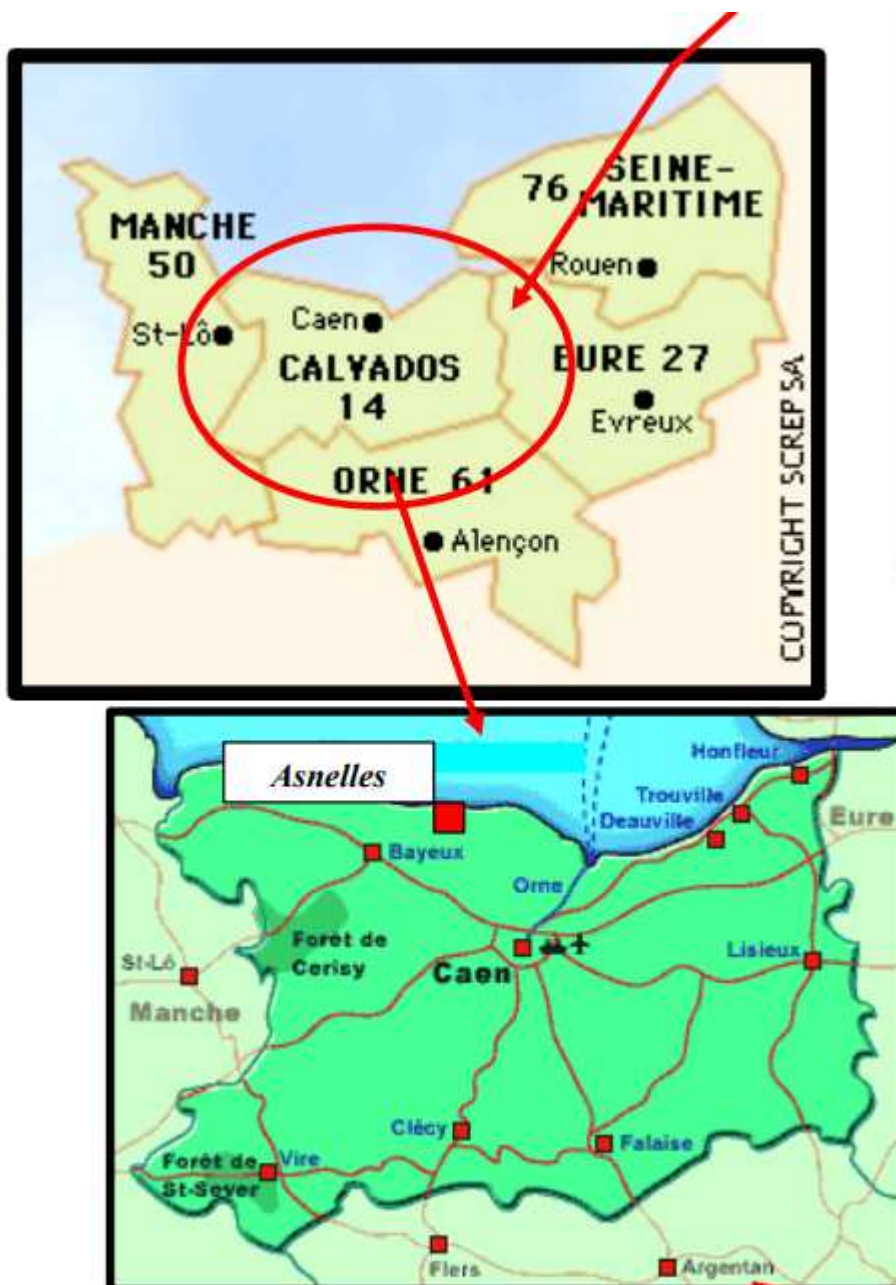 SEINE-
76 MARITIME
MANCHE
50
Rouen
Caen
St-Lô
CALVADOS
14
EURE 27
Evreux
ORNE 61
Alençon
COPYRIGHT SCREP SA
Asnelles
Honfleur
Trouville
Deauville
Eure
Bayeux
Orne
Forêt de
Cerisy
St-Lô
Caen
Lisieux
Manche
Clécy
Falaise
Forêt de
St-Sever
Vire
Flers
Argentan